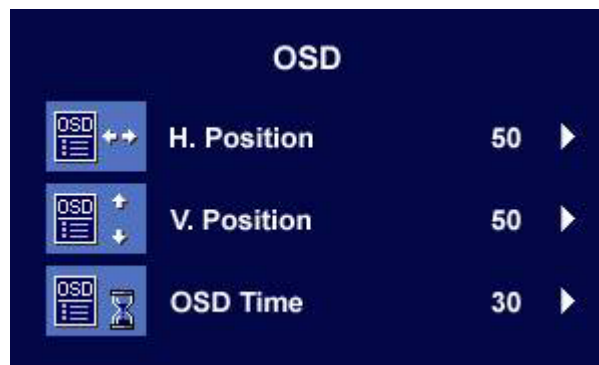 OSD
OSD H. Position 50
OSD V. Position 50
OSD OSD Time 30